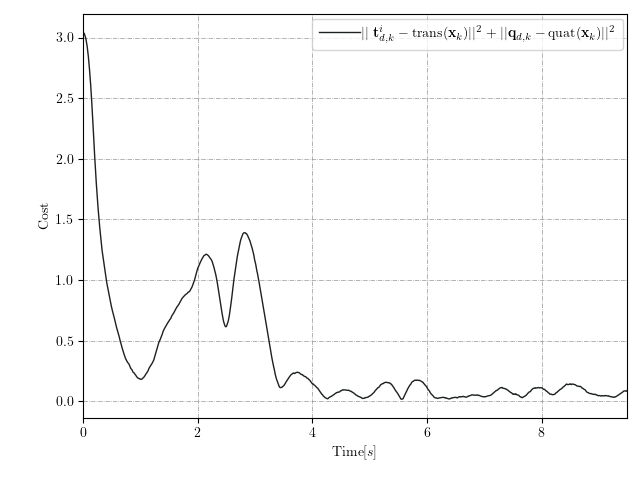 || t^i_{d,k} − trans(x_k)||^2 + ||q_{d,k} − quat(x_k)||^2
3.0
2.5
2.0
1.5
1.0
0.5
0.0
Cost
0 2 4 6 8
Time[s]